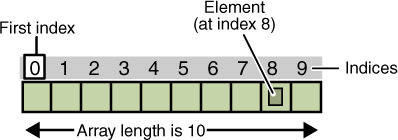 Element
(at index 8)
First index
0 1 2 3 4 5 6 7 8 9
Indices
Array length is 10